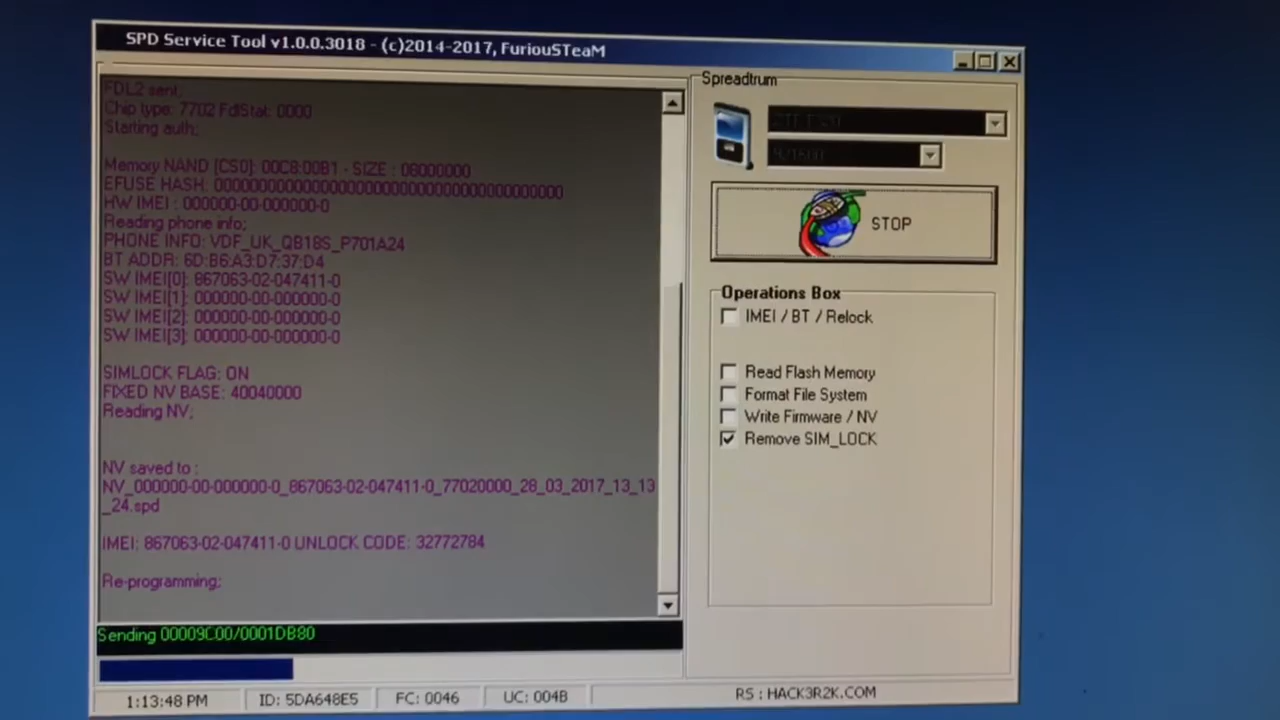 SPD Service Tool v1.0.0.3018 - (c)2014-2017, FuriouSTeaM
FDL2 sent;
Chip type: 7702 FdlStat: 0000
Starting auth;
Memory NAND [CS0]: 00C8:00B1 - SIZE : 08000000
EFUSE HASH: 0000000000000000000000000000000000000000
HW IMEI : 000000-00-000000-0
Reading phone info;
PHONE INFO: VDF_UK_QB18S_P701A24
BT ADDR: 6D:B6:A3:D7:37:D4
SW IMEI[0]: 867063-02-047411-0
SW IMEI[1]: 000000-00-000000-0
SW IMEI[2]: 000000-00-000000-0
SW IMEI[3]: 000000-00-000000-0
SIMLOCK FLAG: ON
FIXED NV BASE: 40040000
Reading NV;
NV saved to :
NV_000000-00-000000-0_867063-02-047411-0_77020000_28_03_2017_13_13
_24.spd
IMEI: 867063-02-047411-0 UNLOCK CODE: 32772784
Re-programming;
Sending 00009C00/0001DB80
1:13:48 PM
ID: 5DA648E5
FC: 0046
UC: 004B
RS : HACK3R2K.COM
Spreadtrum
STOP
Operations Box
IMEI / BT / Relock
Read Flash Memory
Format File System
Write Firmware / NV
Remove SIM_LOCK